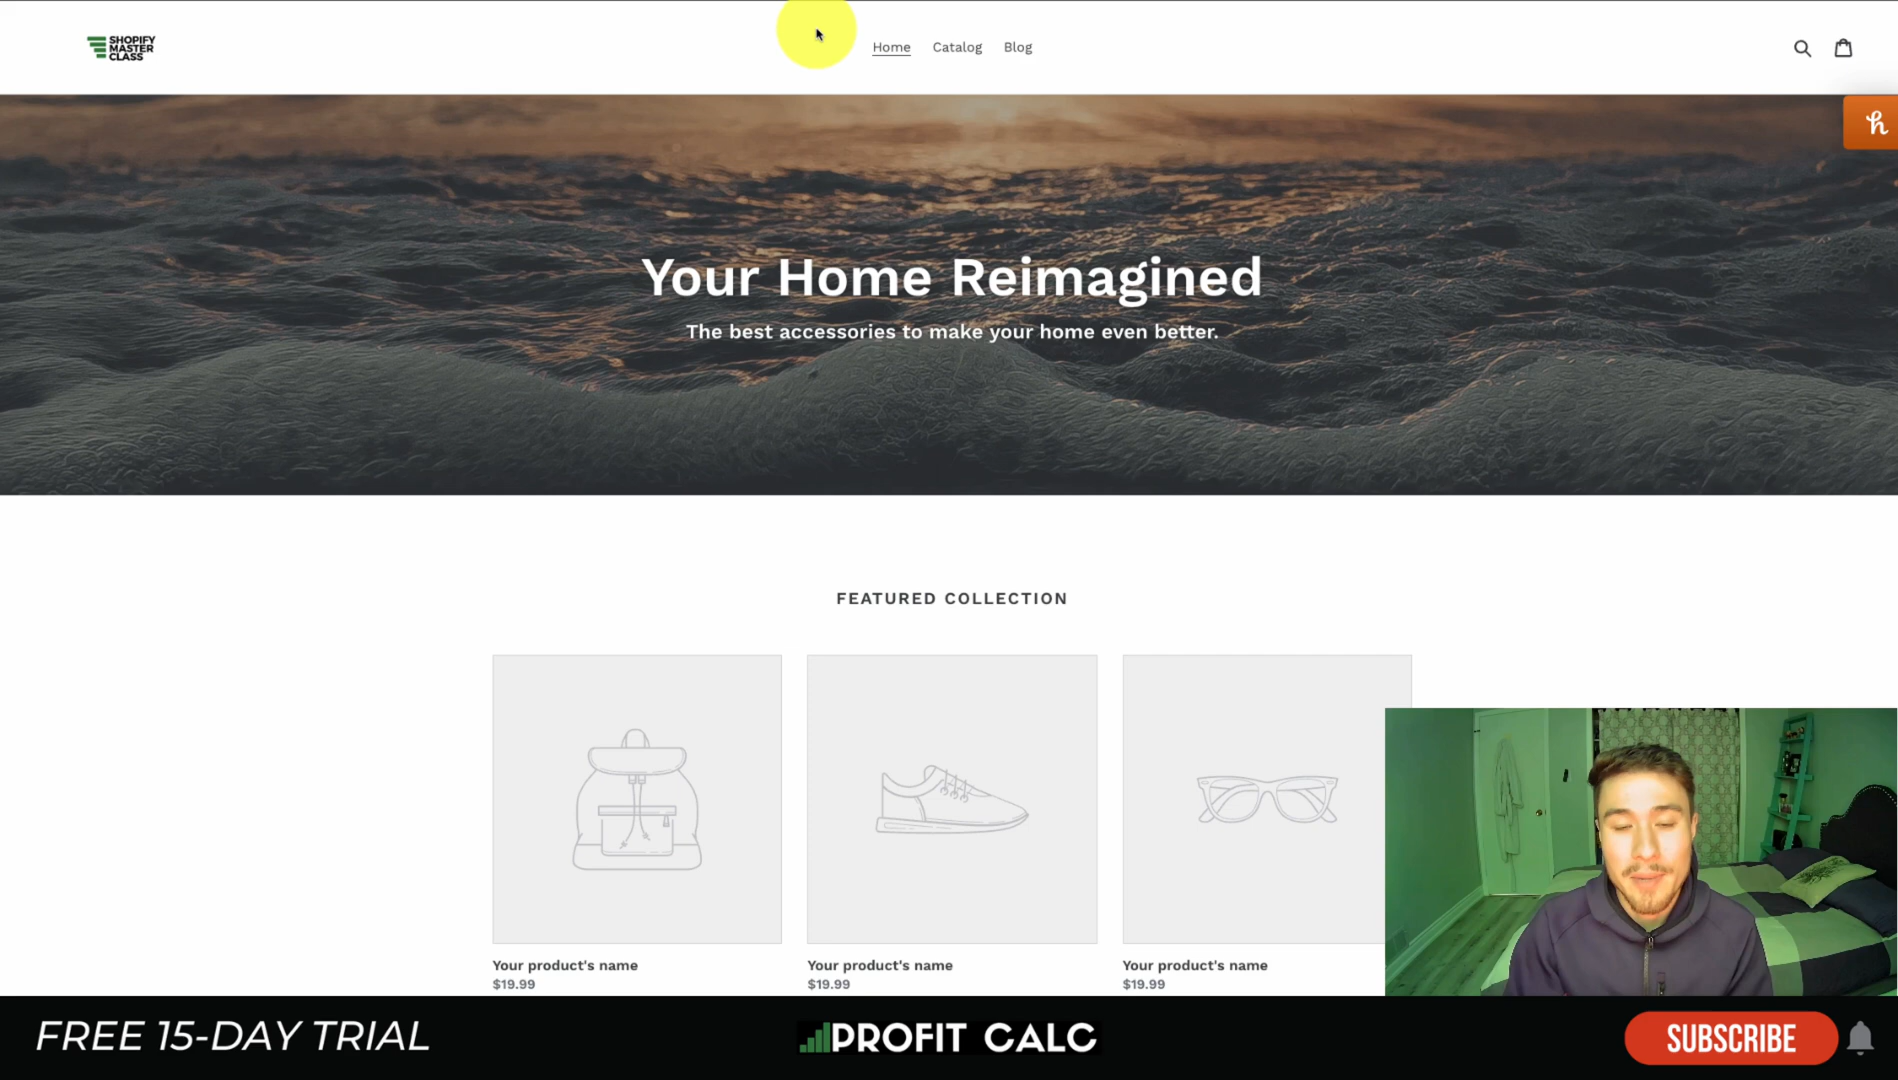 SHOPIFY
MASTER
CLASS
Home Catalog Blog
h
Your Home Reimagined
The best accessories to make your home even better.
FEATURED COLLECTION
Your product's name
$19.99
Your product's name
$19.99
Your product's name
$19.99
FREE 15-DAY TRIAL
PROFIT CALC
SUBSCRIBE